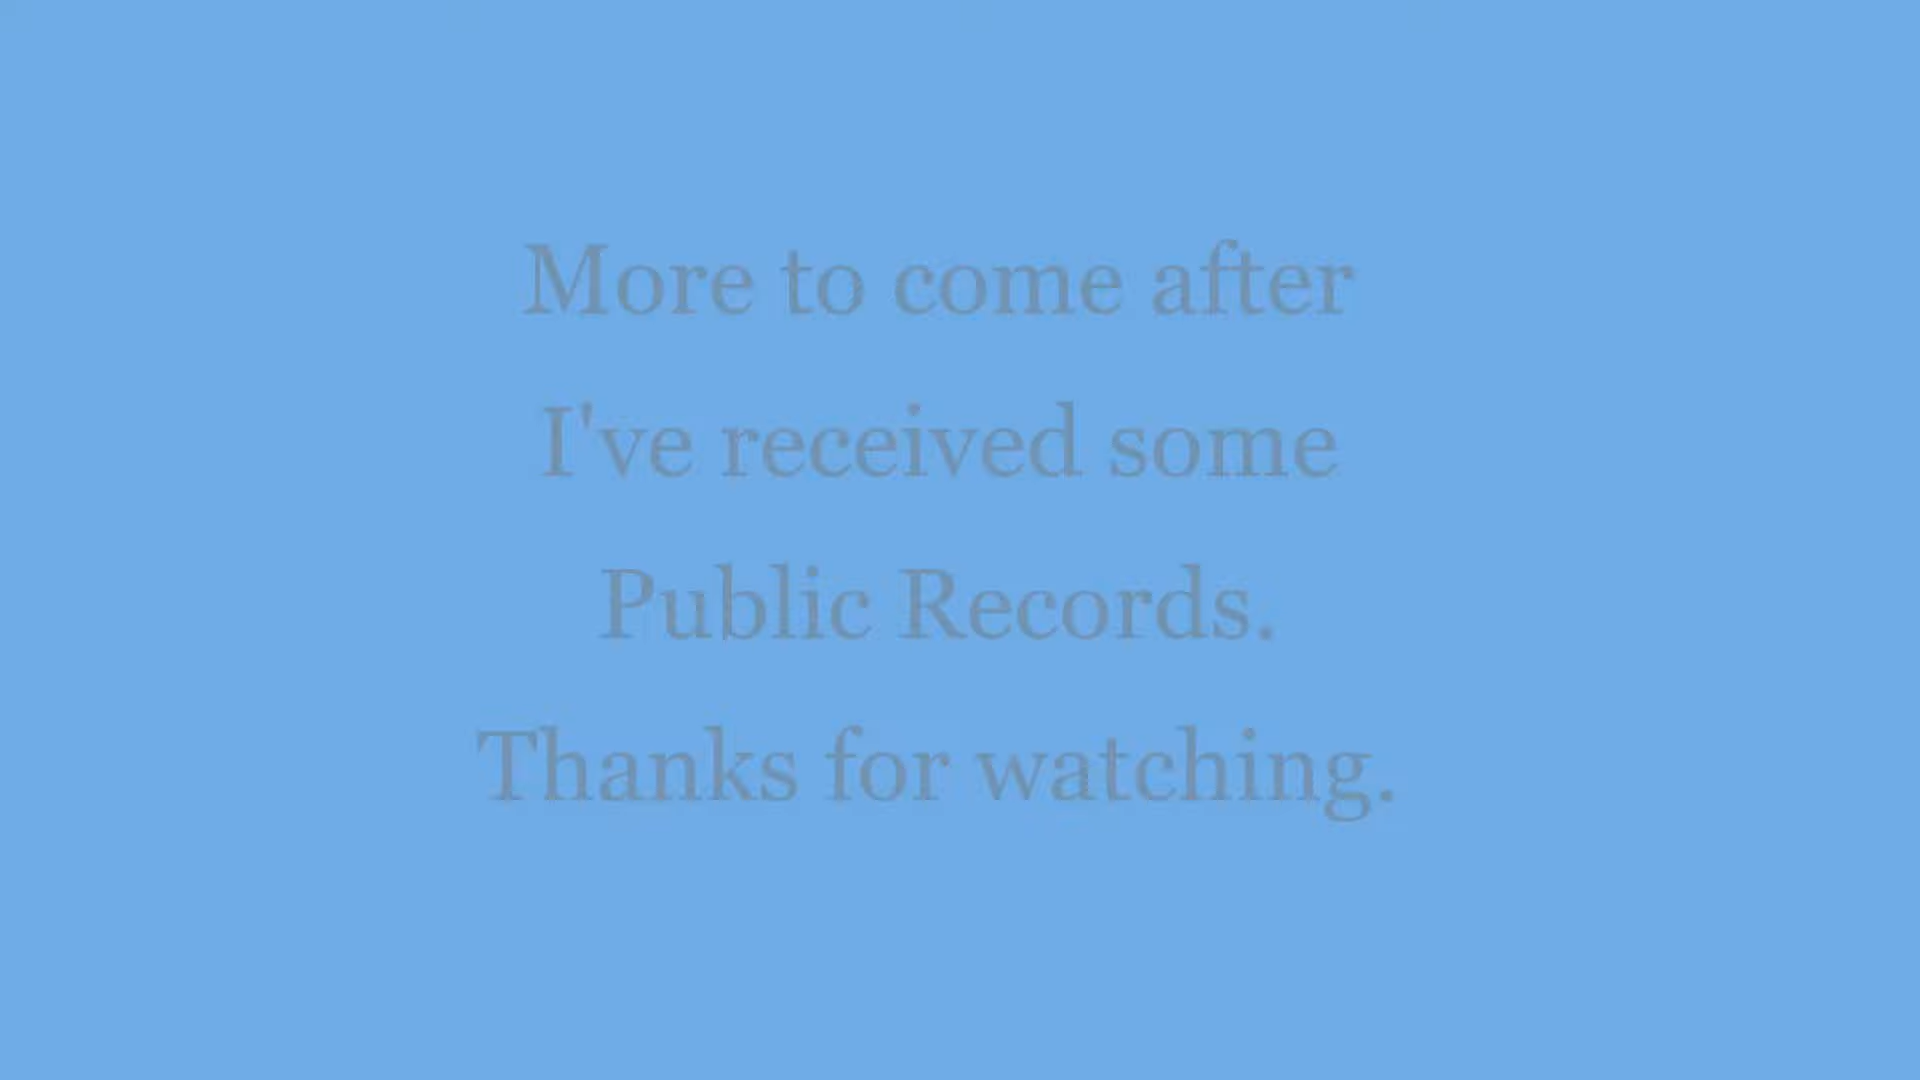 More to come after
I've received some
Public Records.
Thanks for watching.